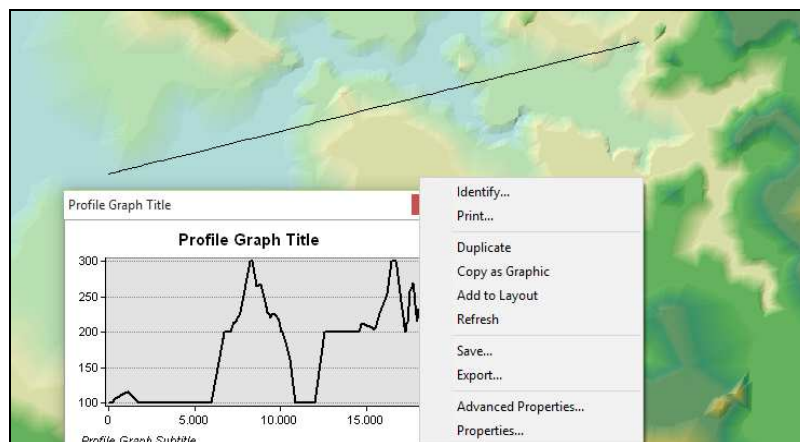 Profile Graph Title
Profile Graph Title
300
250
200
150
100
0
5.000
10.000
15.000
Profile Graph Subtitle
Identify...
Print...
Duplicate
Copy as Graphic
Add to Layout
Refresh
Save...
Export...
Advanced Properties...
Properties...